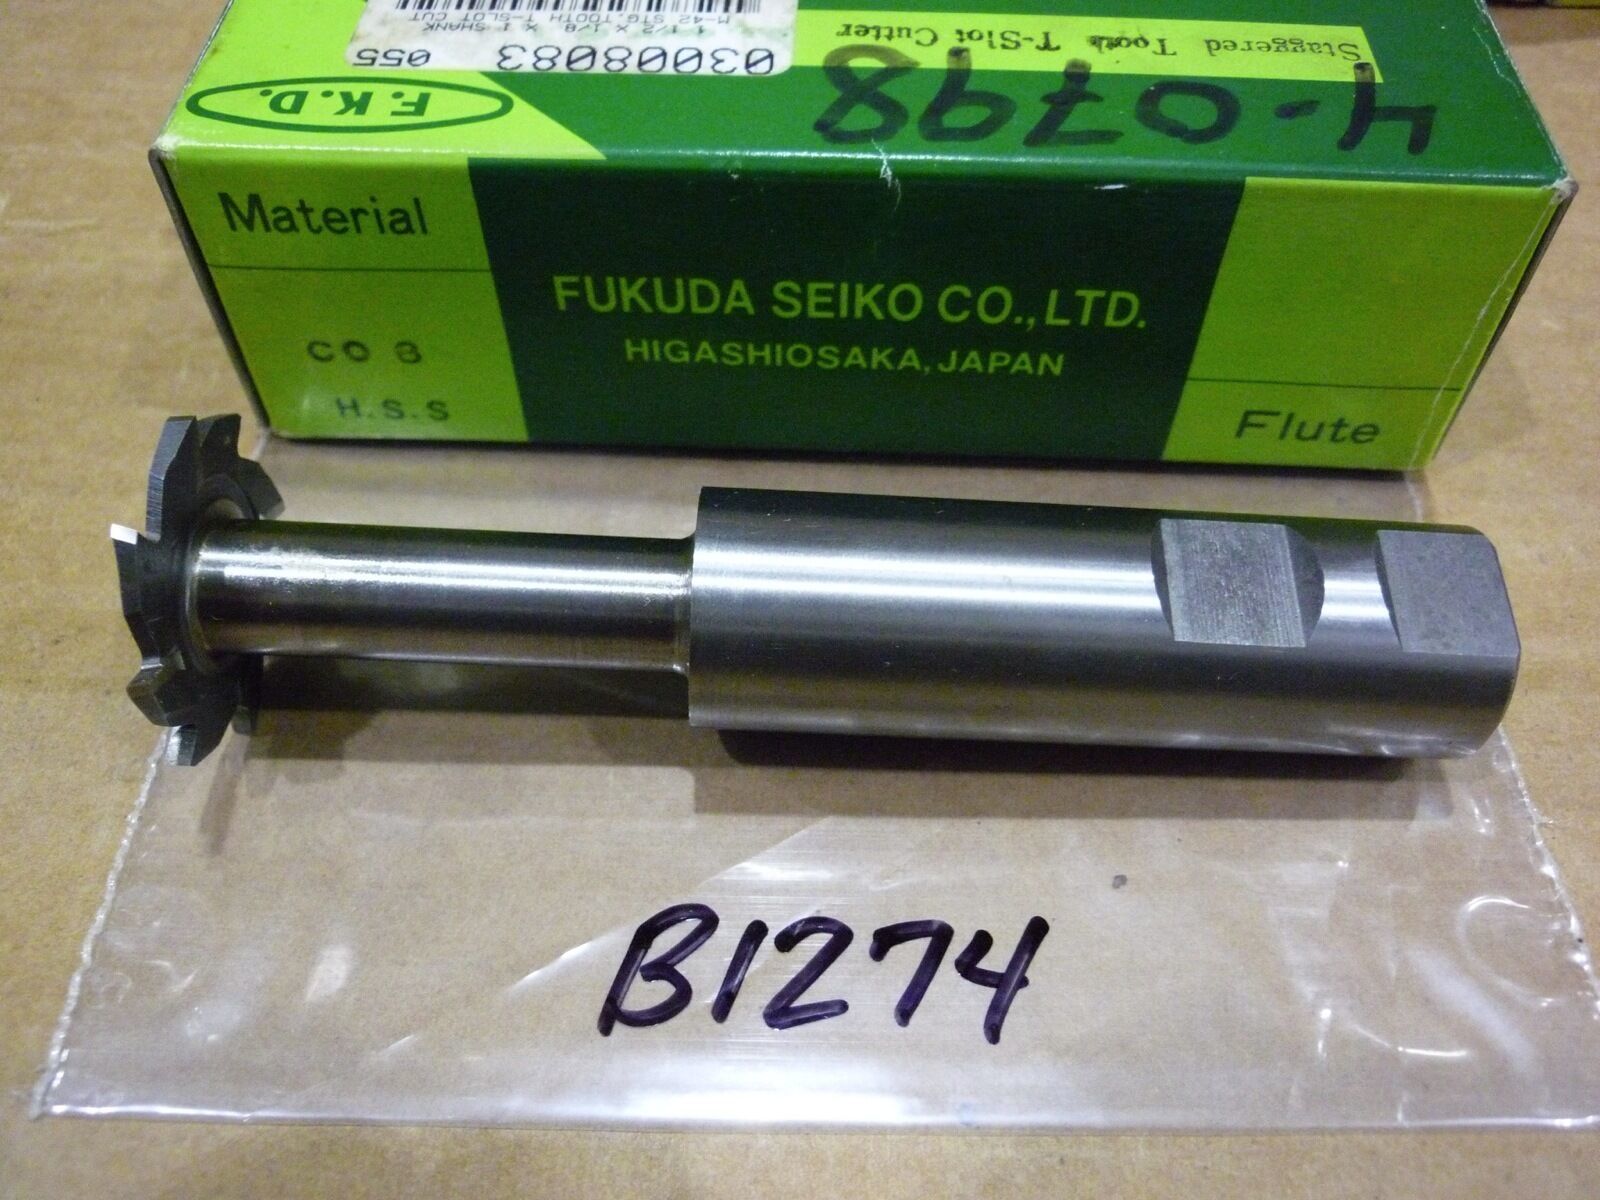 M-42 STG.TOOTH T-SLOT CUT
1 1/2 X 1/8 X 1 SHANK
03008083 055
Staggered Tooth T-Slot Cutter
4-0798
F.K.D.
Material
CO 8
H.S.S
FUKUDA SEIKO CO., LTD.
HIGASHIOSAKA, JAPAN
Flute
B1274